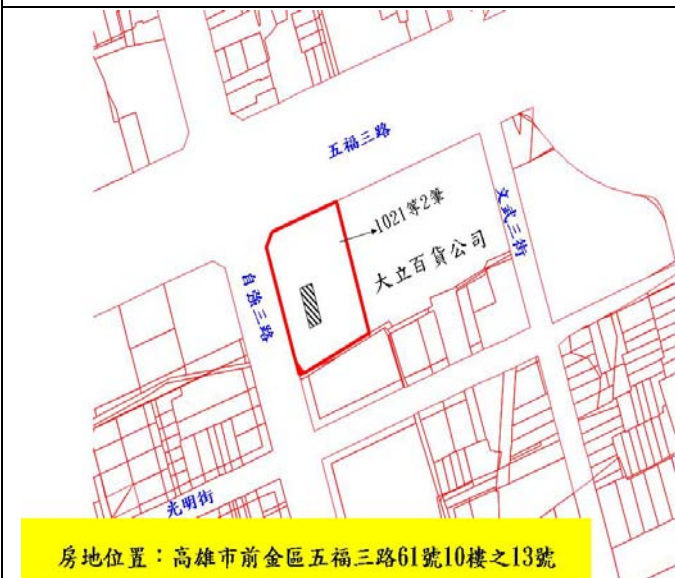 五福三路
1021等2筆
文武三街
大立百貨公司
自強三路
光明街
房地位置：高雄市前金區五福三路61號10樓之13號